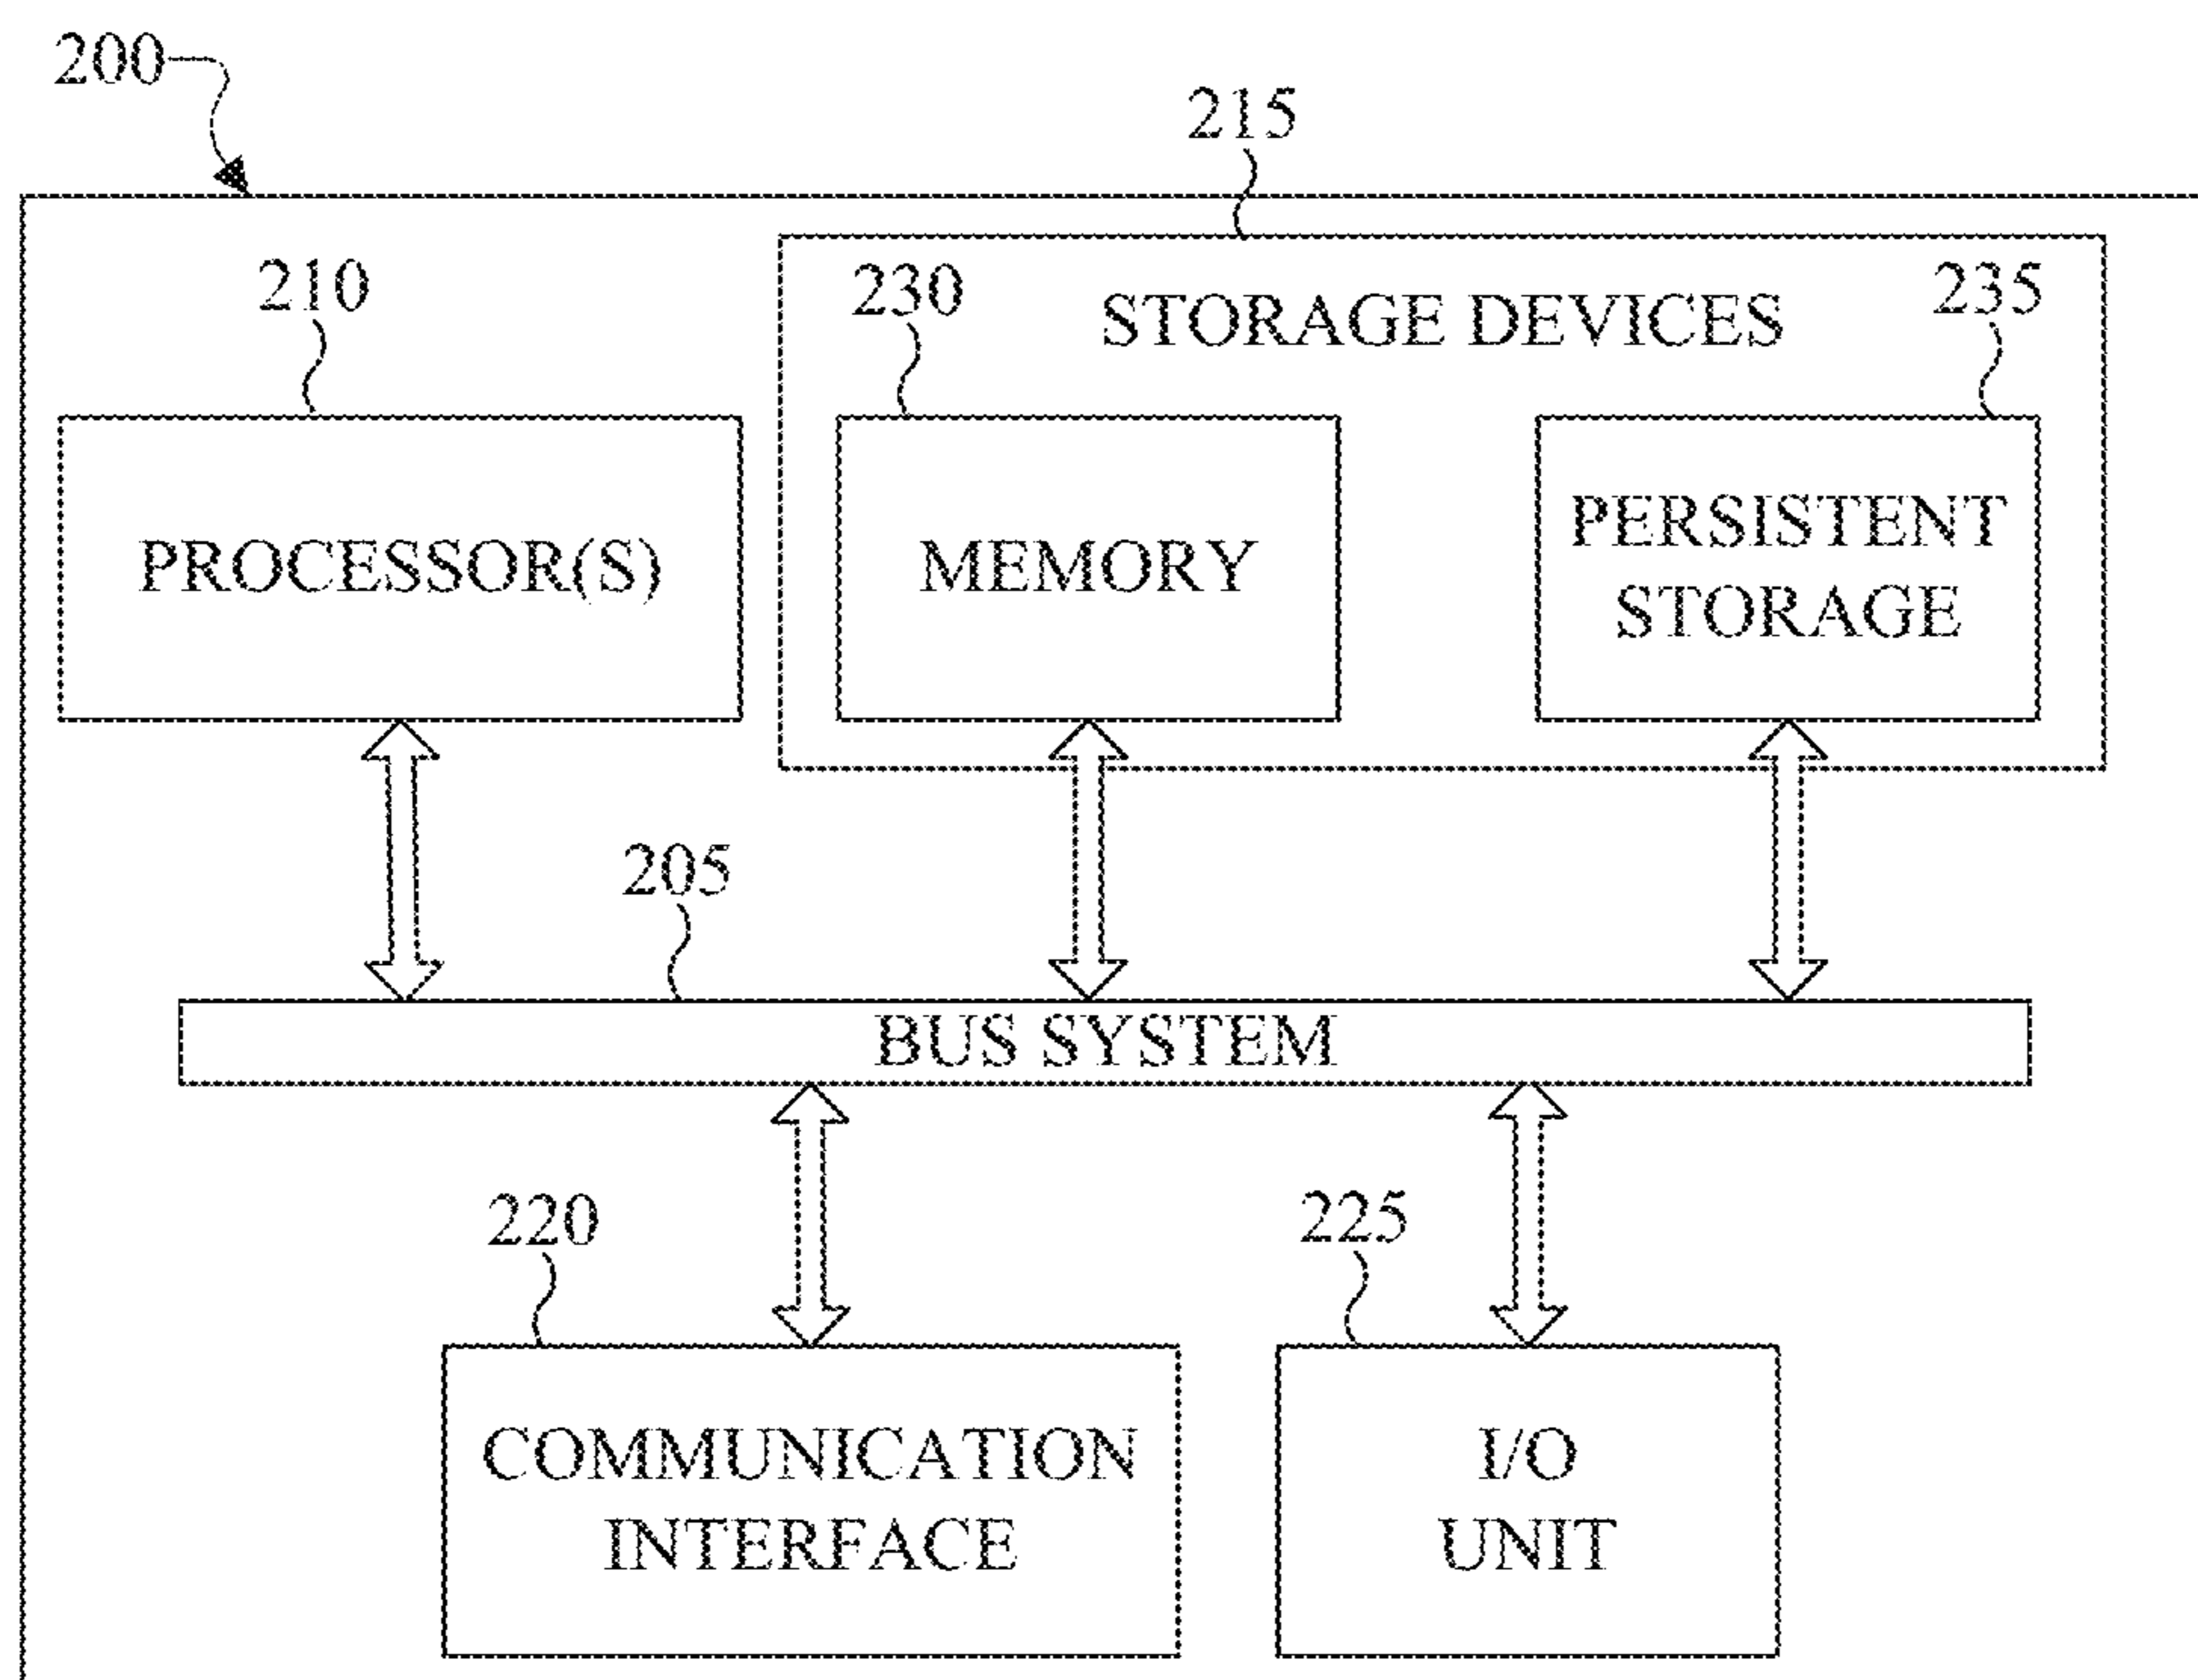 200
215
210
230
STORAGE DEVICES
235
PROCESSOR(S)
MEMORY
PERSISTENT
STORAGE
205
BUS SYSTEM
220
225
COMMUNICATION
INTERFACE
I/O
UNIT